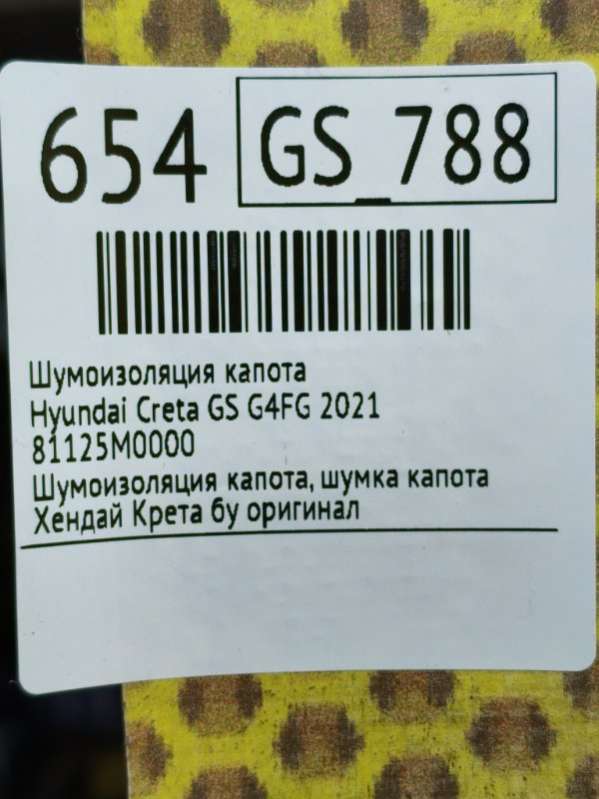 654 GS_788
Шумоизоляция капота
Hyundai Creta GS G4FG 2021
81125M0000
Шумоизоляция капота, шумка капота
Хендай Крета бу оригинал